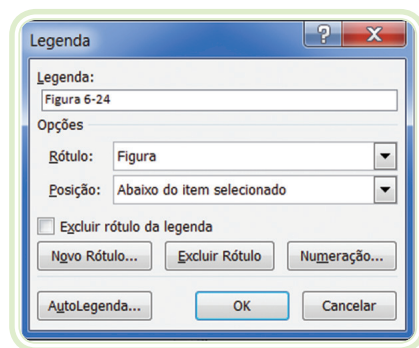 Legenda
Legenda:
Figura 6-24
Opções
Rótulo: Figura
Posição: Abaixo do item selecionado
Excluir rótulo da legenda
Novo Rótulo... Excluir Rótulo Numeração...
AutoLegenda... OK Cancelar